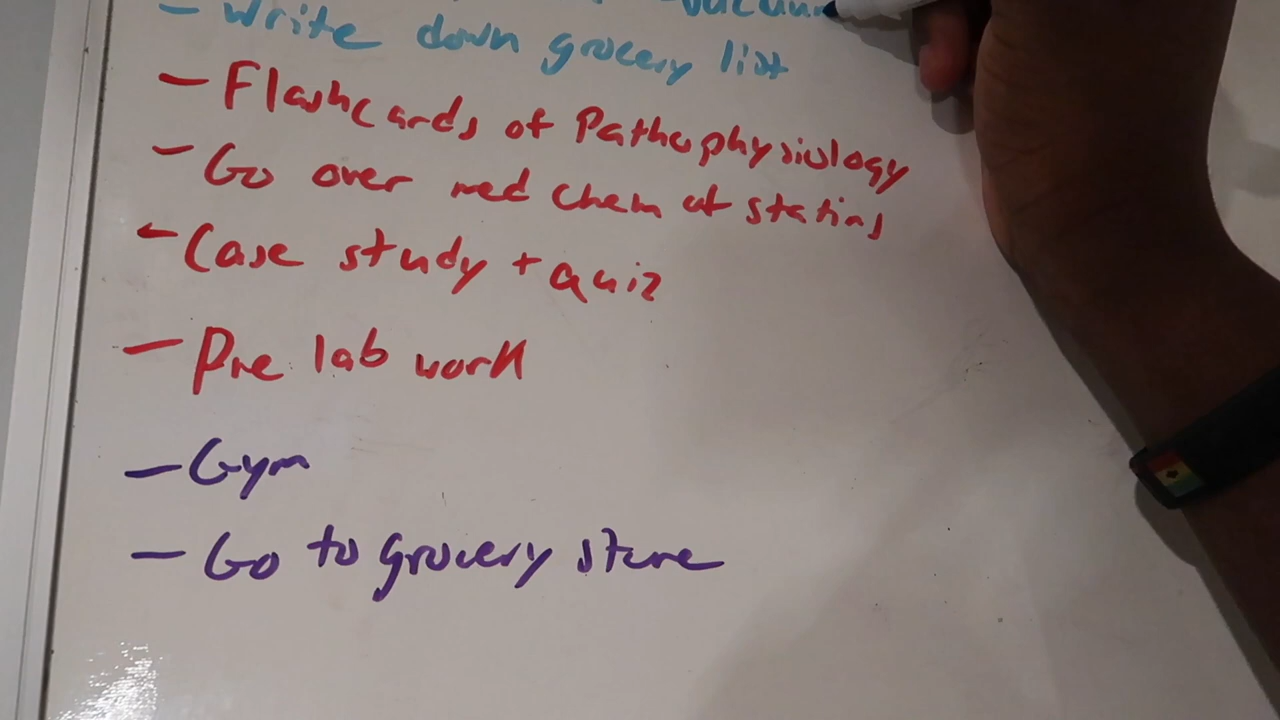 -vacuum
- Write down grocery list
- Flashcards of Pathophysiology
- Go over med chem of statins
- Case study + quiz
- Pre lab work
- Gym
- Go to grocery store